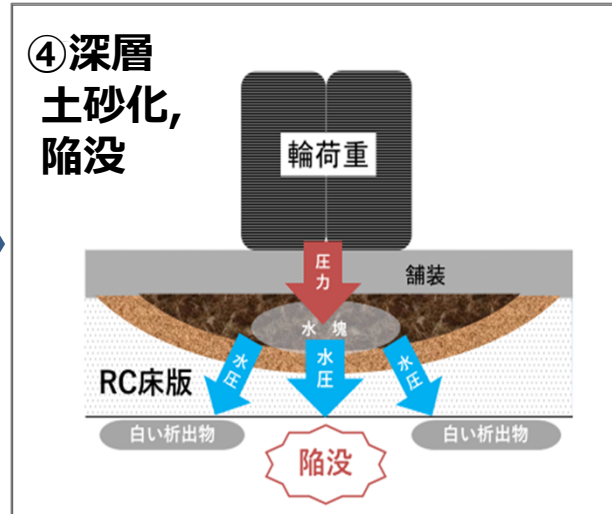 ④深層
土砂化,
陥没
輪荷重
圧力
舗装
水 塊
水圧
水圧
水圧
RC床版
白い析出物
白い析出物
陥没